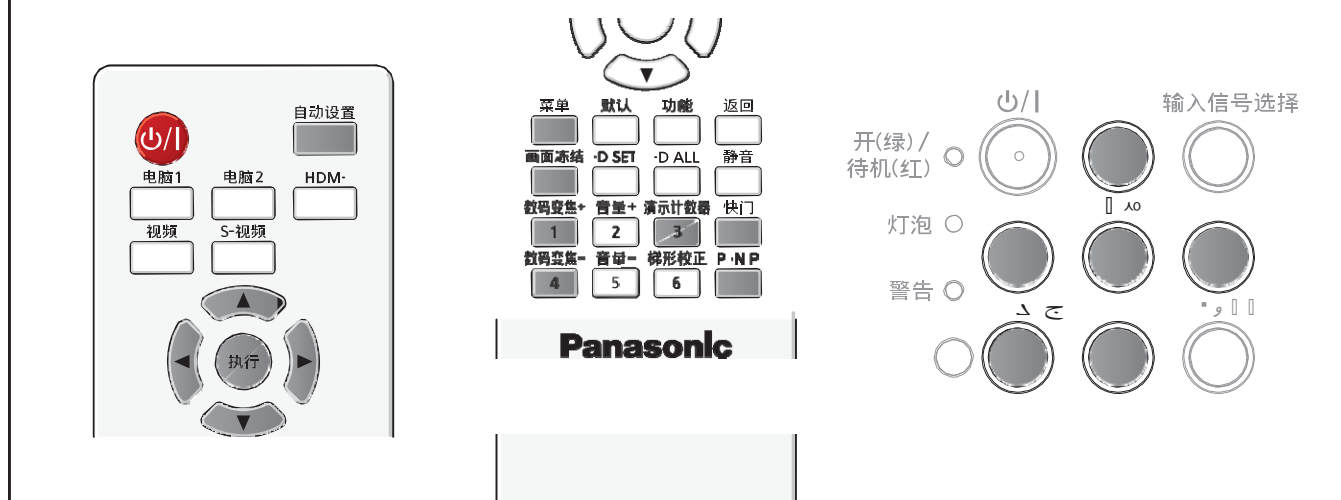 自动设置
电脑1 电脑2 HDM-
视频 S-视频
执行
菜单 默认 功能 返回
画面冻结 -D SET -D ALL 静音
数码变焦+ 音量+ 演示计数器 快门
1 2 3
数码变焦- 音量- 梯形校正 P-N P
4 5 6
Panasonic
输入信号选择
开(绿)/
待机(红)
灯泡
警告